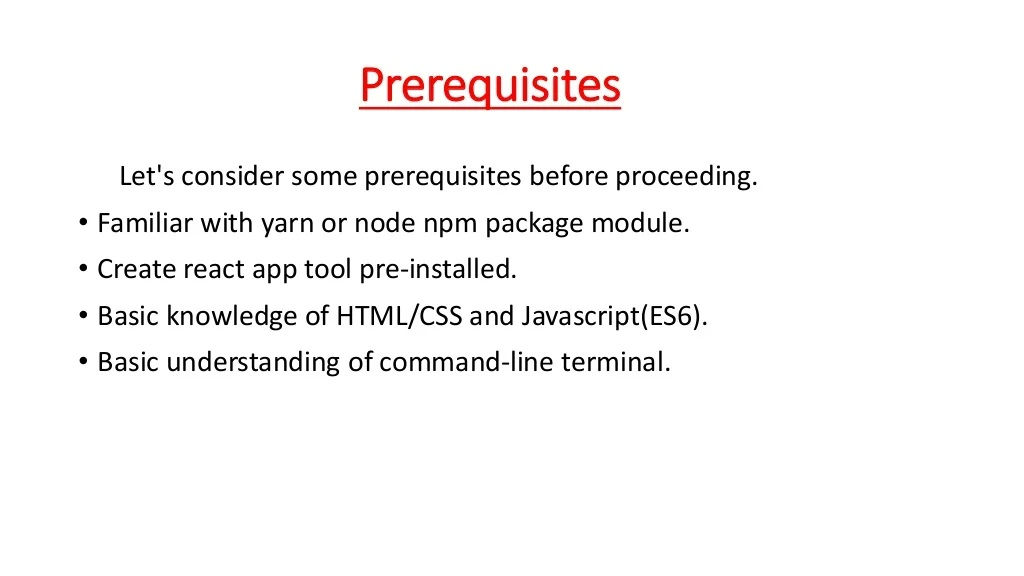 Prerequisites
Let's consider some prerequisites before proceeding.
• Familiar with yarn or node npm package module.
• Create react app tool pre-installed.
• Basic knowledge of HTML/CSS and Javascript(ES6).
• Basic understanding of command-line terminal.